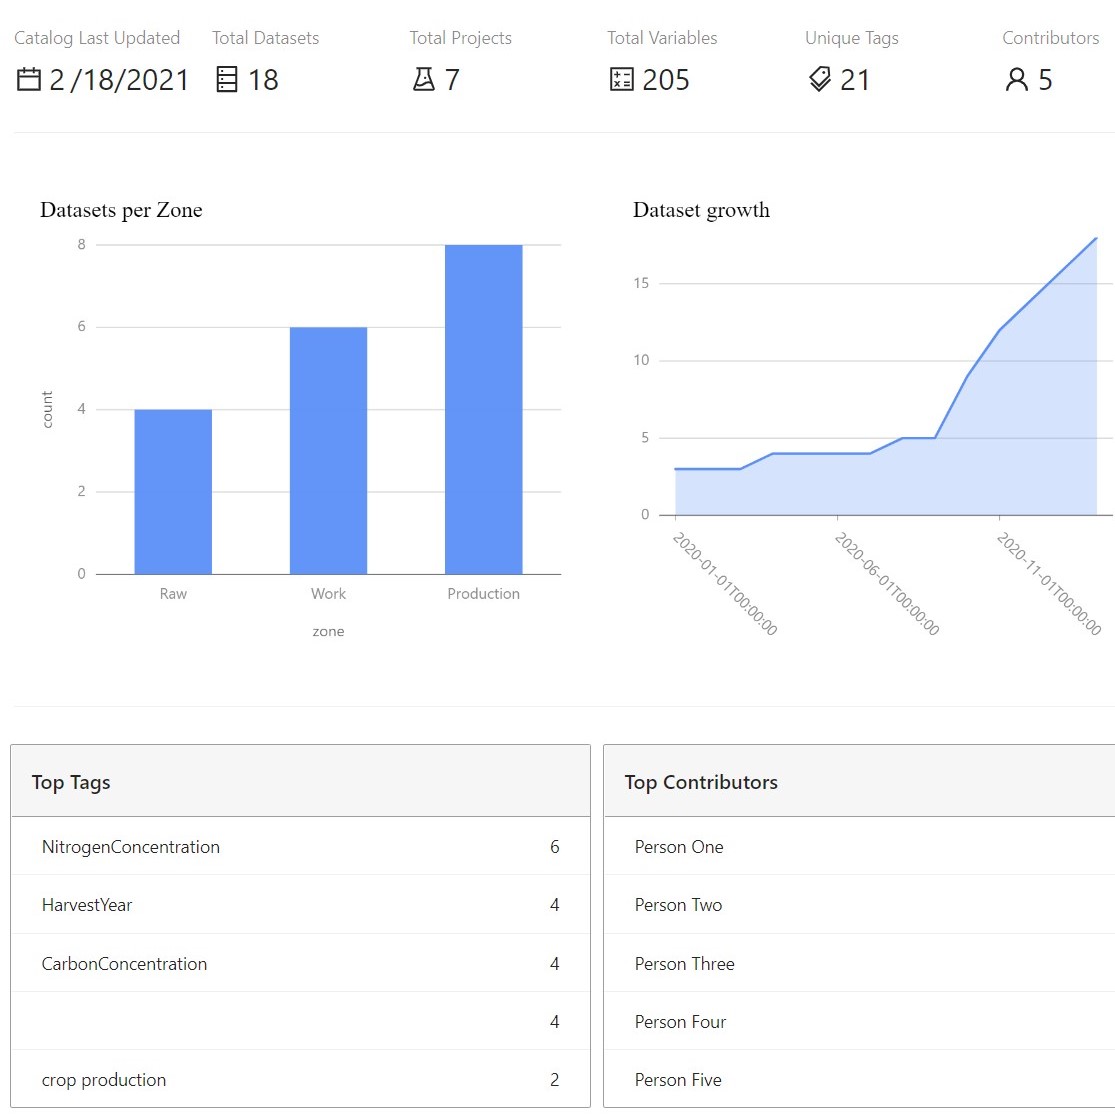 Catalog Last Updated Total Datasets Total Projects Total Variables Unique Tags Contributors
2 /18/2021 18 7 205 21 5
Datasets per Zone
8
6
4
2
0
count
Raw Work Production
zone
Dataset growth
15
10
5
0
2020-01-01T00:00:00 2020-06-01T00:00:00 2020-11-01T00:00:00
Top Tags
NitrogenConcentration 6
HarvestYear 4
CarbonConcentration 4
4
crop production 2
Top Contributors
Person One
Person Two
Person Three
Person Four
Person Five